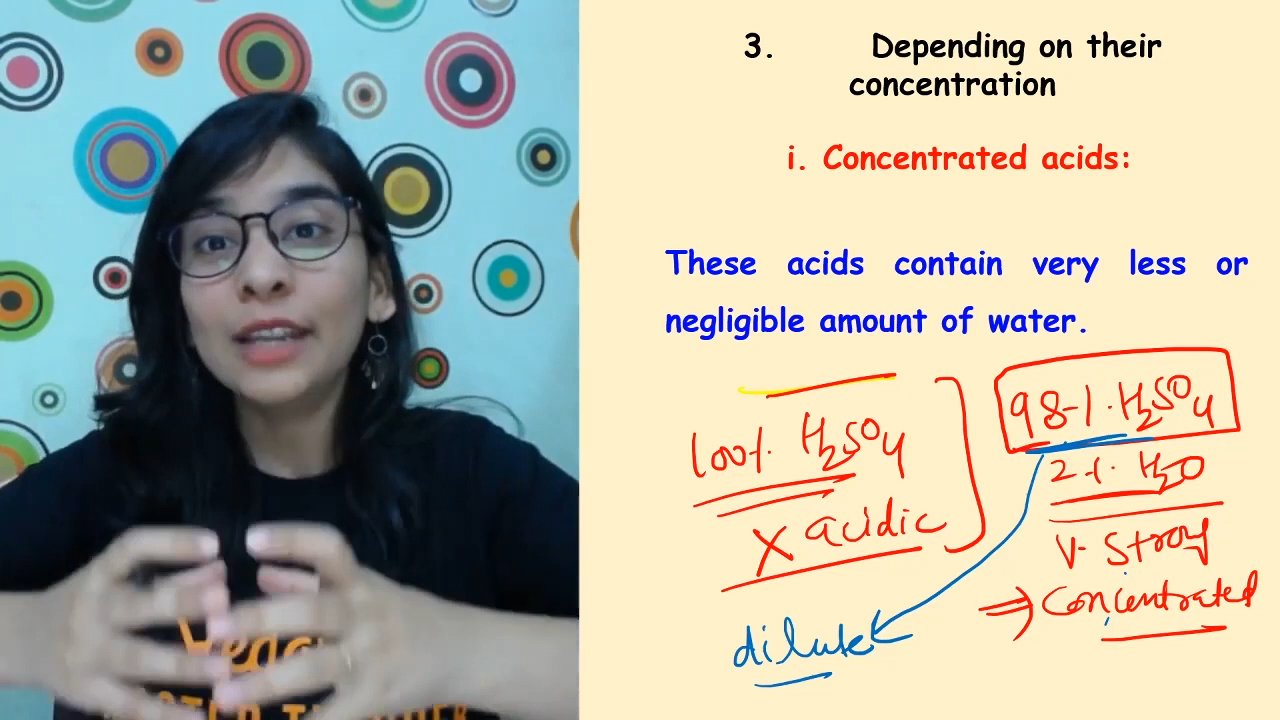 3. Depending on their
concentration
i. Concentrated acids:
These acids contain very less or
negligible amount of water.
100% H₂SO₄
X acidic
98% H₂SO₄
2% H₂O
V. Strong
⇒ Concentrated
dilute